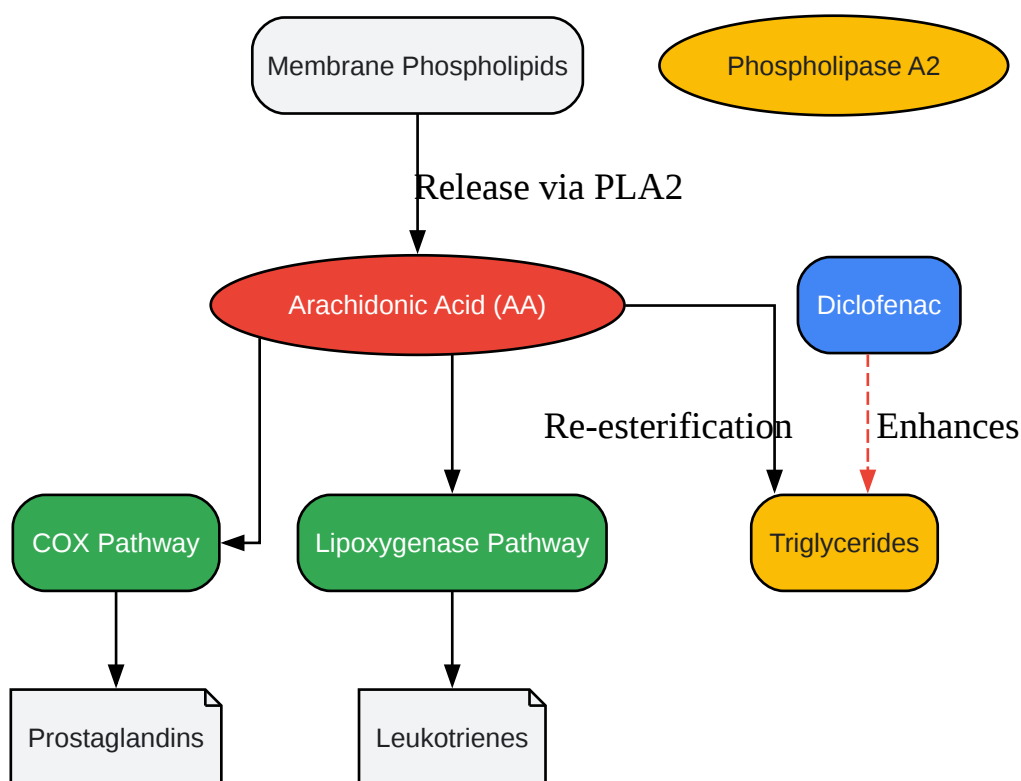 Membrane Phospholipids
Phospholipase A2
Release via PLA2
Arachidonic Acid (AA)
Diclofenac
Re-esterification
Enhances
COX Pathway
Lipoxygenase Pathway
Triglycerides
Prostaglandins
Leukotrienes